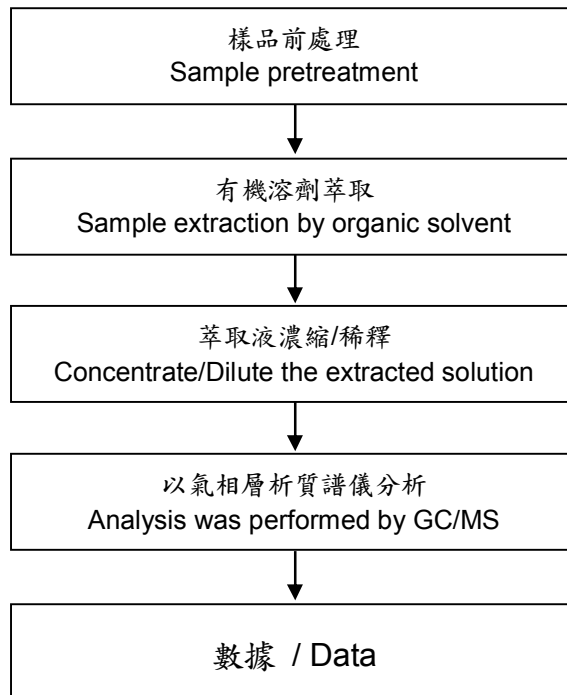 樣品前處理
Sample pretreatment
有機溶劑萃取
Sample extraction by organic solvent
萃取液濃縮/稀釋
Concentrate/Dilute the extracted solution
以氣相層析質譜儀分析
Analysis was performed by GC/MS
數據 / Data